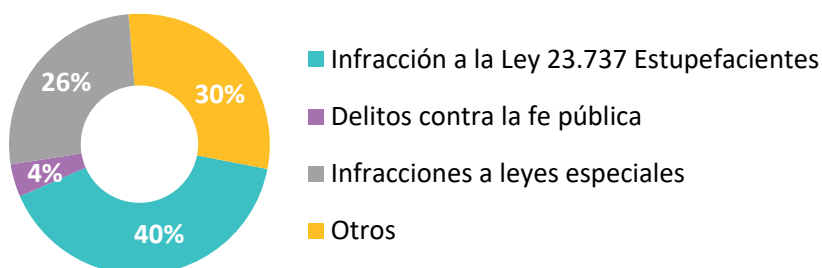 26%
30%
4%
40%
Infracción a la Ley 23.737 Estupefacientes
Delitos contra la fe pública
Infracciones a leyes especiales
Otros